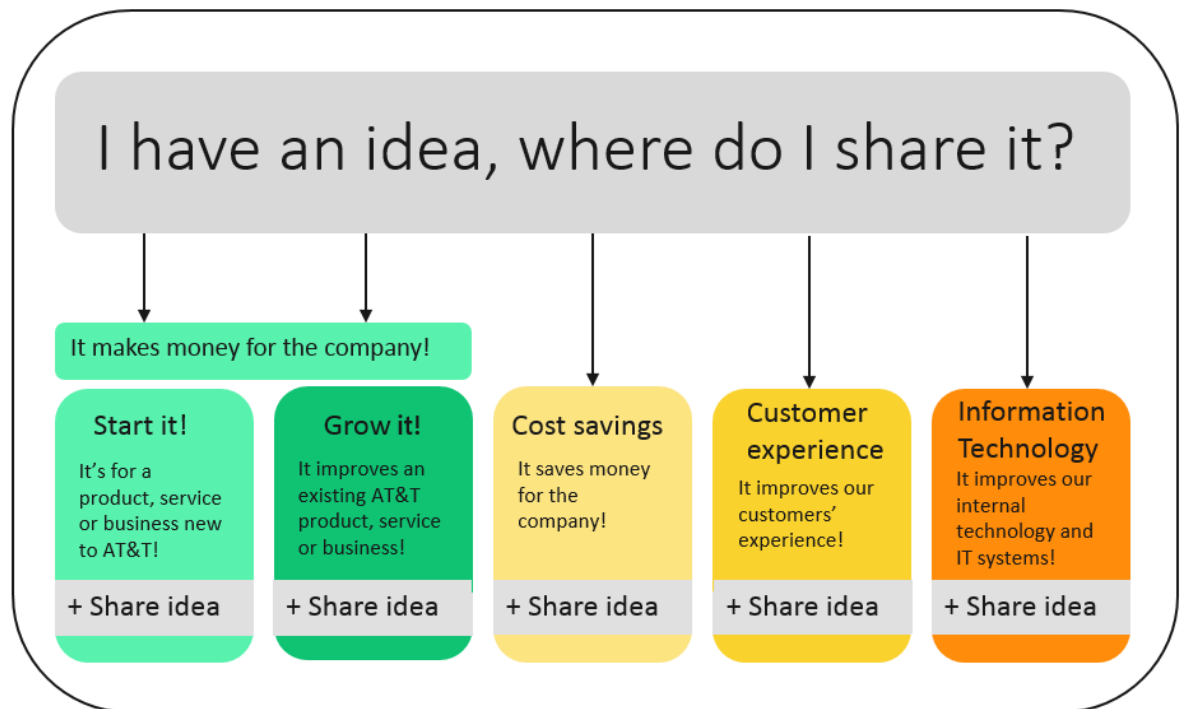 I have an idea, where do I share it?
It makes money for the company!
Start it!
It's for a
product, service
or business new
to AT&T!
+ Share idea
Grow it!
It improves an
existing AT&T
product, service
or business!
+ Share idea
Cost savings
It saves money
for the
company!
+ Share idea
Customer
experience
It improves our
customers’
experience!
+ Share idea
Information
Technology
It improves our
internal
technology and
IT systems!
+ Share idea